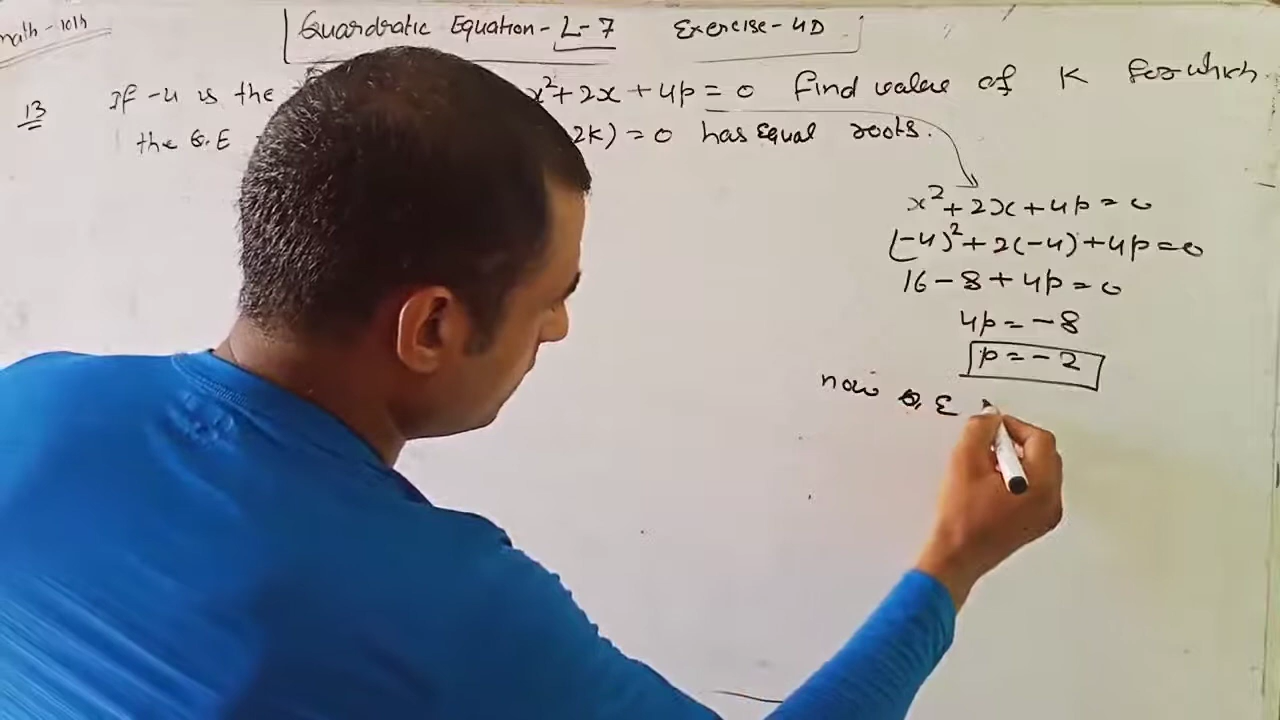 math - 10th
Quardratic Equation - L-7 Exercise - 4D
13 If -4 is the x²+2x+4p=0 find value of K for which
the Q.E 2K)=0 has Equal roots.
x²+2x+4p=0
(-4)²+2(-4)+4p=0
16-8+4p=0
4p=-8
p=-2
now Q.E